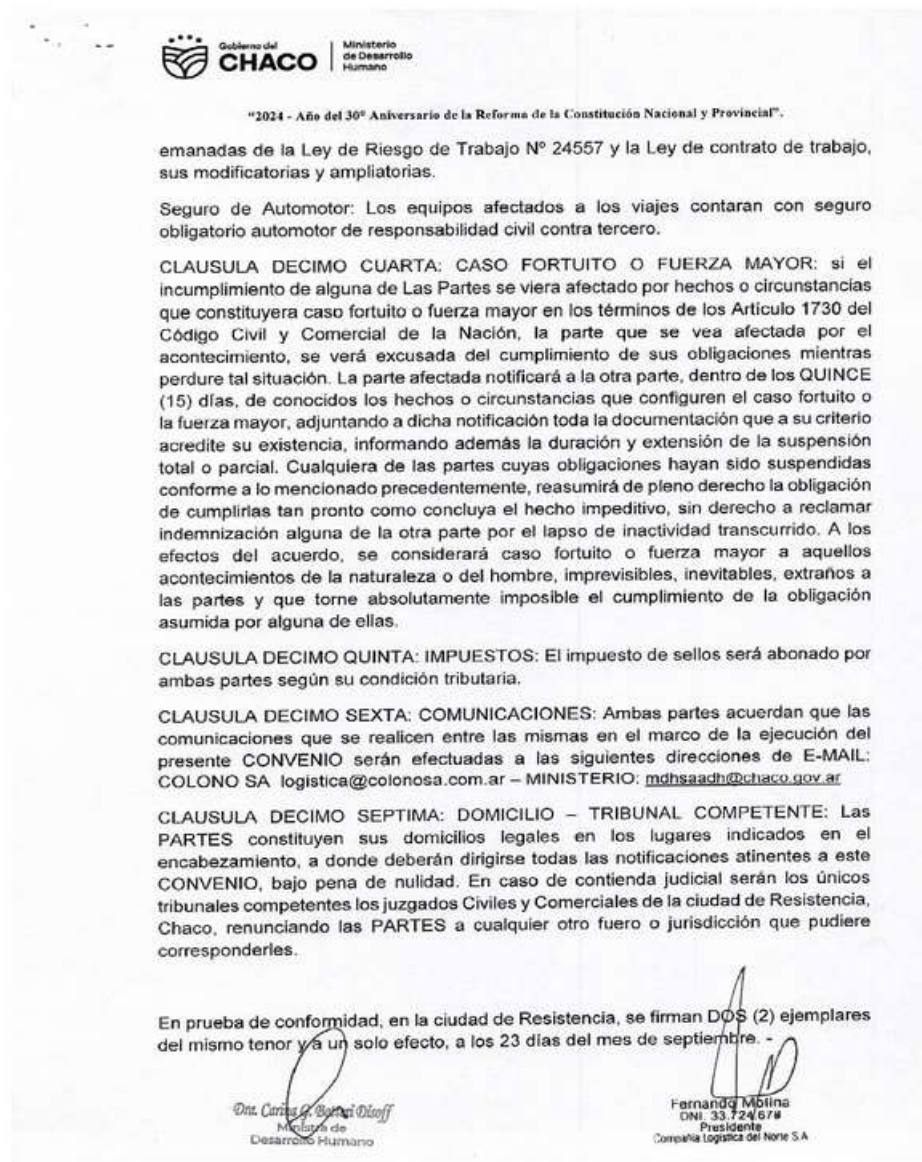 Gobierno del
CHACO
Ministerio
de Desarrollo
Humano
"2024 - Año del 30º Aniversario de la Reforma de la Constitución Nacional y Provincial".
emanadas de la Ley de Riesgo de Trabajo Nº 24557 y la Ley de contrato de trabajo,
sus modificatorias y ampliatorias.
Seguro de Automotor: Los equipos afectados a los viajes contaran con seguro
obligatorio automotor de responsabilidad civil contra tercero.
CLAUSULA DECIMO CUARTA: CASO FORTUITO O FUERZA MAYOR: si el
incumplimiento de alguna de Las Partes se viera afectado por hechos o circunstancias
que constituyera caso fortuito o fuerza mayor en los términos de los Artículo 1730 del
Código Civil y Comercial de la Nación, la parte que se vea afectada por el
acontecimiento, se verá excusada del cumplimiento de sus obligaciones mientras
perdure tal situación. La parte afectada notificará a la otra parte, dentro de los QUINCE
(15) días, de conocidos los hechos o circunstancias que configuren el caso fortuito o
la fuerza mayor, adjuntando a dicha notificación toda la documentación que a su criterio
acredite su existencia, informando además la duración y extensión de la suspensión
total o parcial. Cualquiera de las partes cuyas obligaciones hayan sido suspendidas
conforme a lo mencionado precedentemente, reasumirá de pleno derecho la obligación
de cumplirlas tan pronto como concluya el hecho impeditivo, sin derecho a reclamar
indemnización alguna de la otra parte por el lapso de inactividad transcurrido. A los
efectos del acuerdo, se considerará caso fortuito o fuerza mayor a aquellos
acontecimientos de la naturaleza o del hombre, imprevisibles, inevitables, extraños a
las partes y que torne absolutamente imposible el cumplimiento de la obligación
asumida por alguna de ellas.
CLAUSULA DECIMO QUINTA: IMPUESTOS: El impuesto de sellos será abonado por
ambas partes según su condición tributaria.
CLAUSULA DECIMO SEXTA: COMUNICACIONES: Ambas partes acuerdan que las
comunicaciones que se realicen entre las mismas en el marco de la ejecución del
presente CONVENIO serán efectuadas a las siguientes direcciones de E-MAIL:
COLONO SA logistica@colonosa.com.ar – MINISTERIO: mdhsaadh@chaco.gov.ar
CLAUSULA DECIMO SEPTIMA: DOMICILIO – TRIBUNAL COMPETENTE: Las
PARTES constituyen sus domicilios legales en los lugares indicados en el
encabezamiento, a donde deberán dirigirse todas las notificaciones atinentes a este
CONVENIO, bajo pena de nulidad. En caso de contienda judicial serán los únicos
tribunales competentes los juzgados Civiles y Comerciales de la ciudad de Resistencia,
Chaco, renunciando las PARTES a cualquier otro fuero o jurisdicción que pudiere
corresponderles.
En prueba de conformidad, en la ciudad de Resistencia, se firman DOS (2) ejemplares
del mismo tenor y a un solo efecto, a los 23 días del mes de septiembre. -
Dra. Carina
Ministra de
Desarrollo Humano
Fernando Molina
DNI. 33.724.678
Presidente
Compañía Logística del Norte S.A